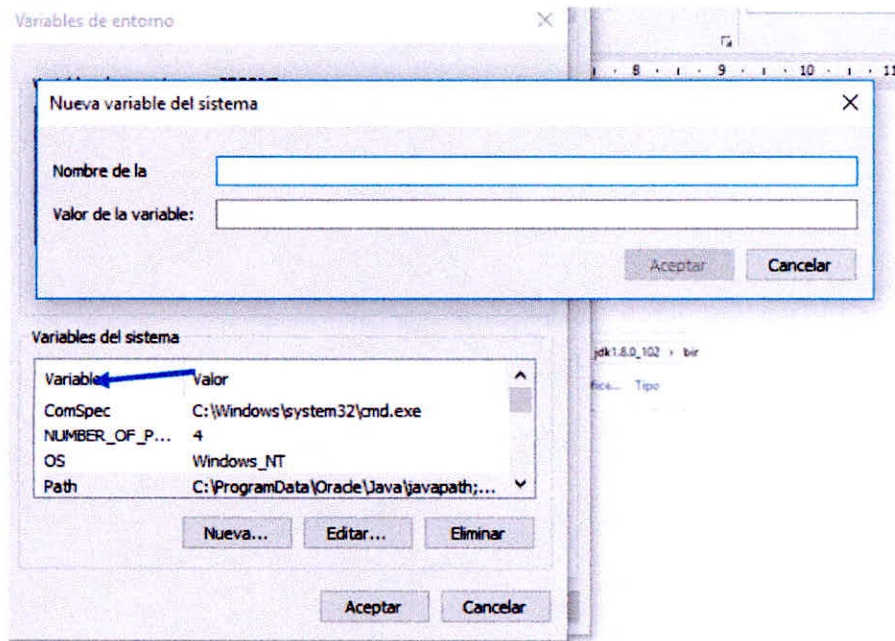 Variables de entorno
8 9 10 11
Nueva variable del sistema
Nombre de la
Valor de la variable:
Aceptar Cancelar
Variables del sistema
jdk1.8.0_102 > bir
Variable Valor
Tipo
ComSpec C:\Windows\system32\cmd.exe
NUMBER_OF_P... 4
OS Windows_NT
Path C:\ProgramData\Oracle\Java\javapath;...
Nueva... Editar... Eliminar
Aceptar Cancelar